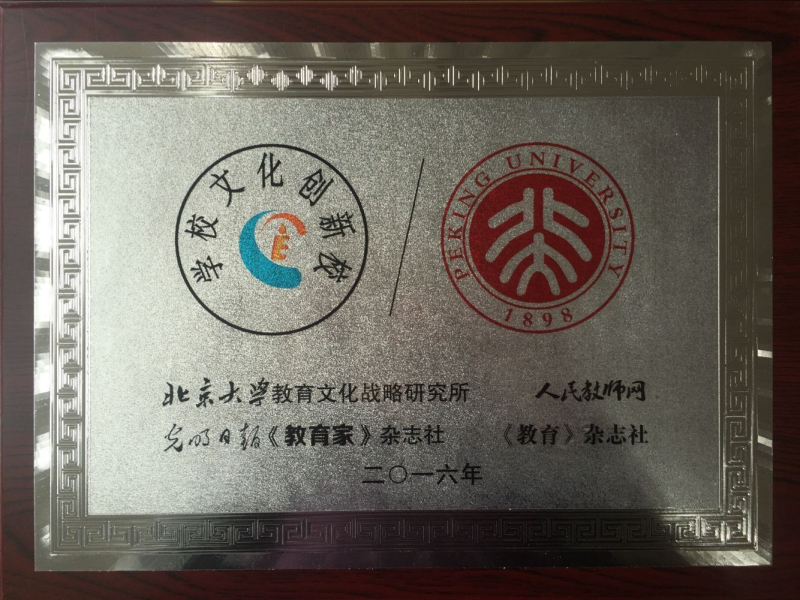 学校文化创新校
PEKING UNIVERSITY
1898
北京大学教育文化战略研究所 人民教师网
光明日报《教育家》杂志社 《教育》杂志社
二〇一六年